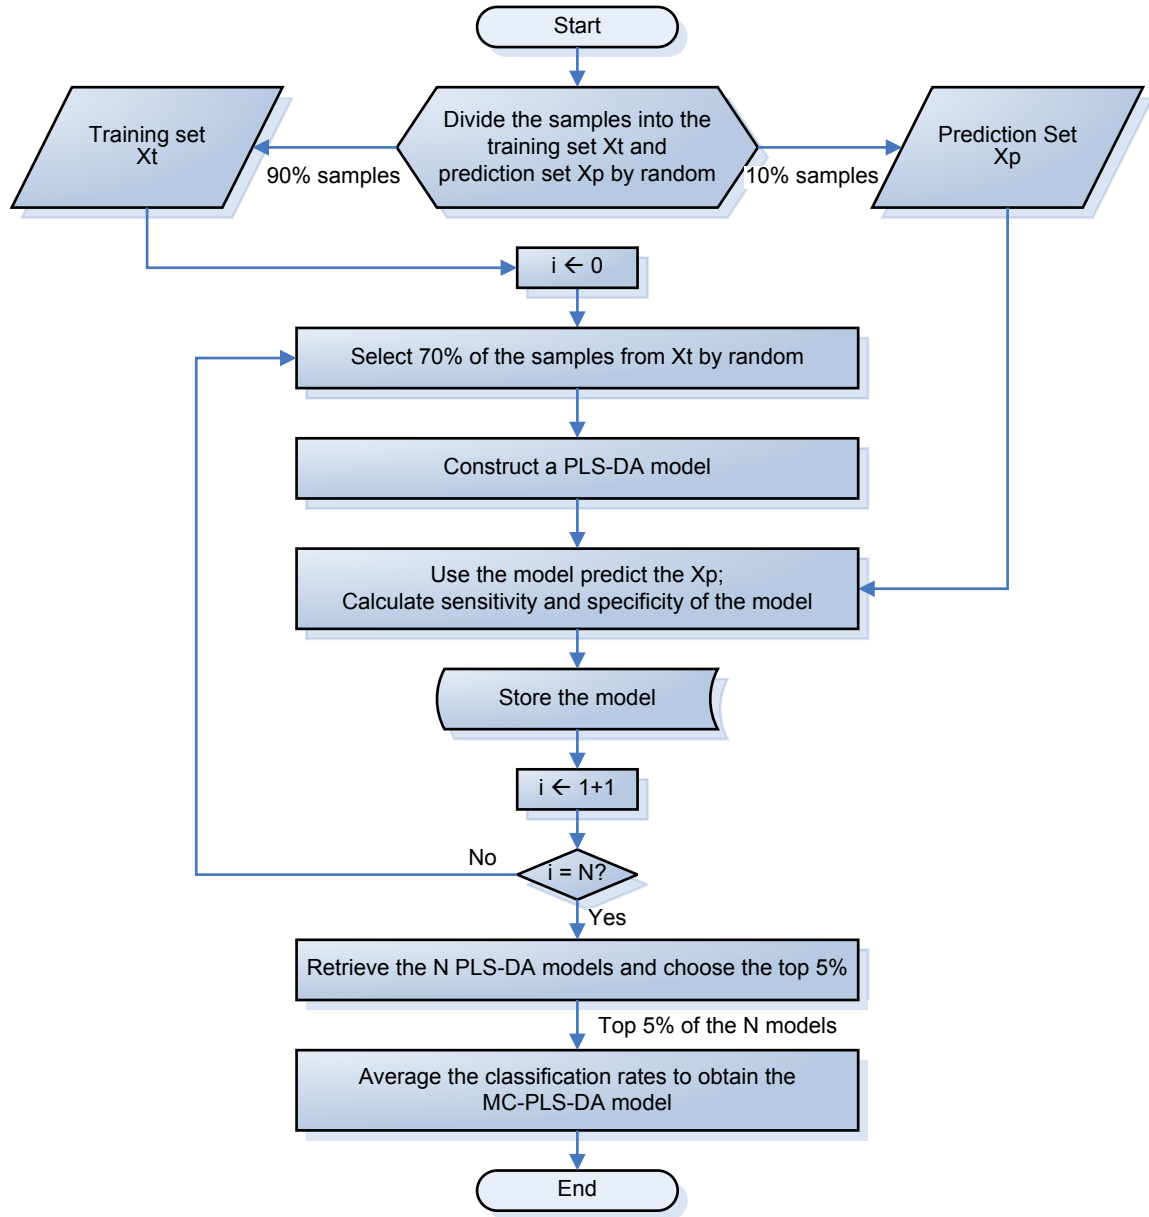 Start
Divide the samples into the
training set Xt and
prediction set Xp by random
Training set
Xt
90% samples
10% samples
Prediction Set
Xp
i ← 0
Select 70% of the samples from Xt by random
Construct a PLS-DA model
Use the model predict the Xp;
Calculate sensitivity and specificity of the model
Store the model
i ← 1+1
i = N?
No
Yes
Retrieve the N PLS-DA models and choose the top 5%
Top 5% of the N models
Average the classification rates to obtain the
MC-PLS-DA model
End